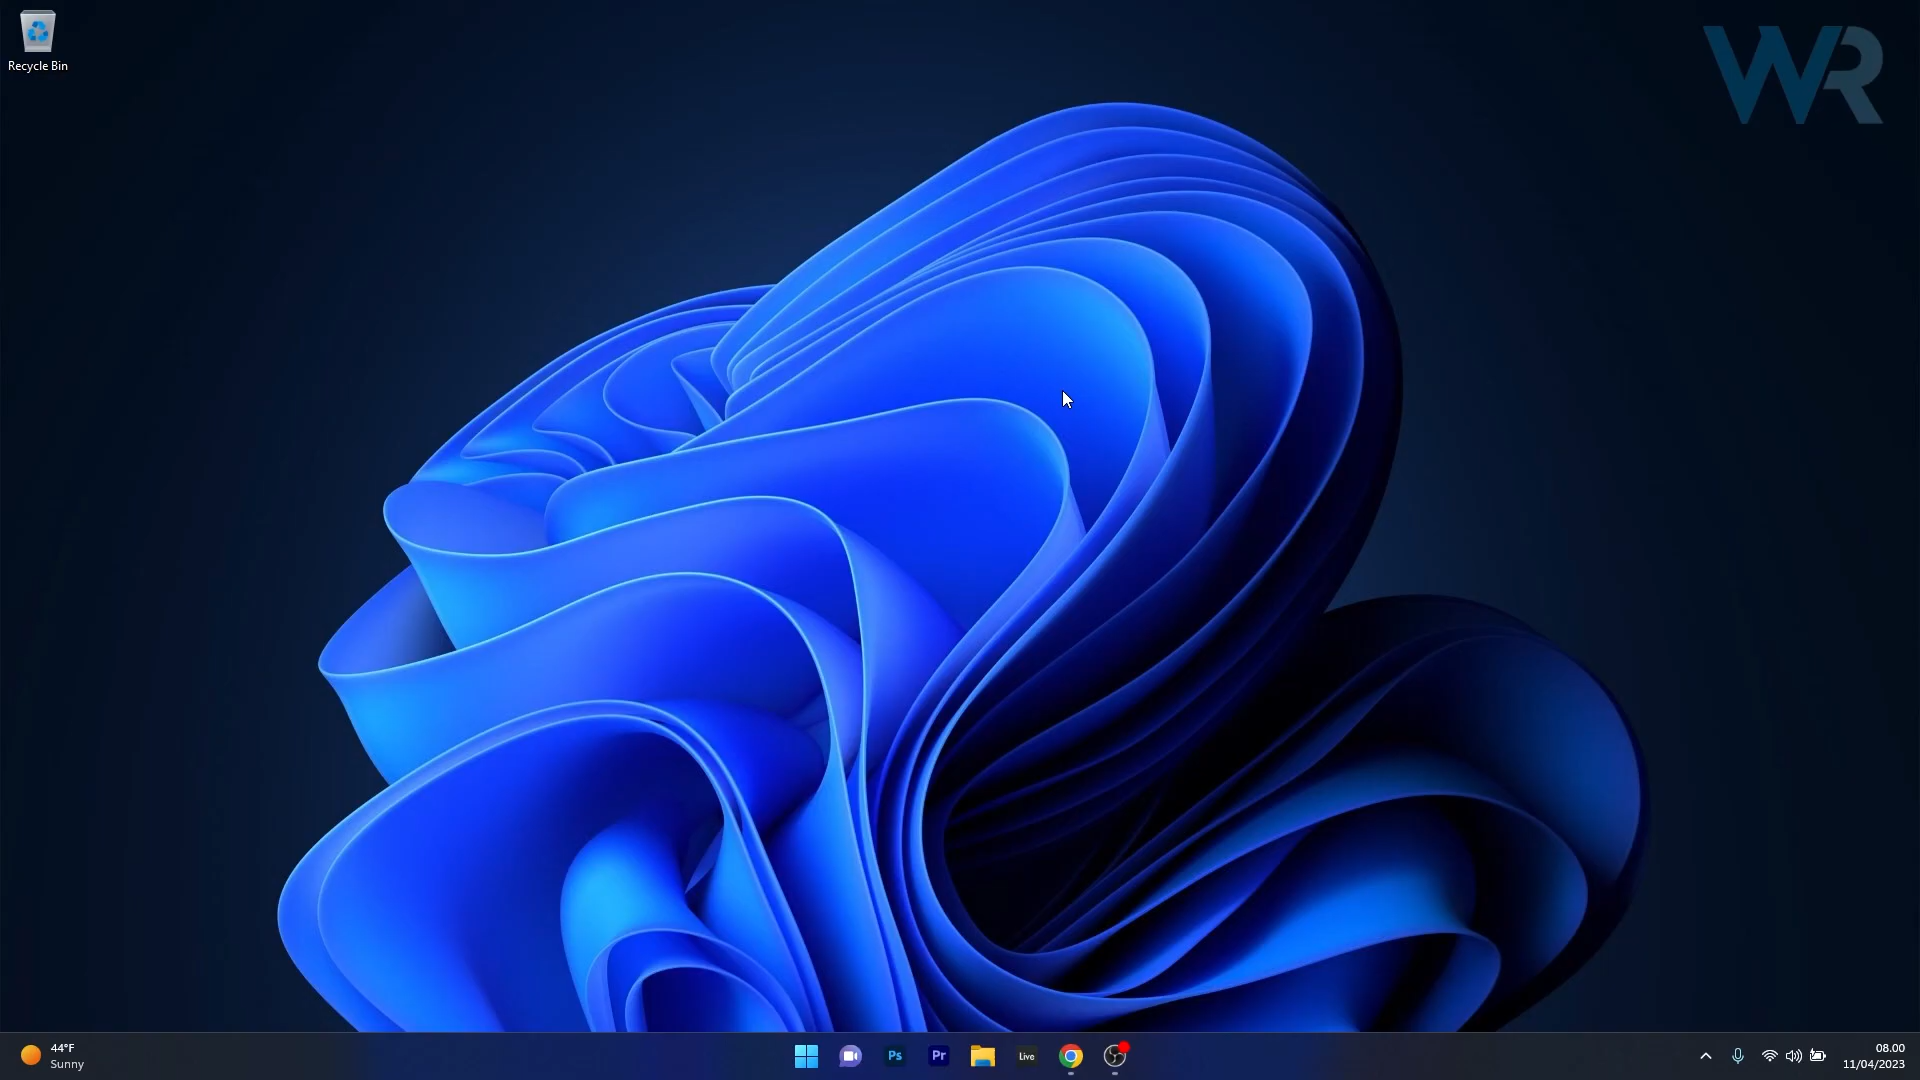 Recycle Bin
WR
44°F
Sunny
Ps
Pr
Live
08.00
11/04/2023